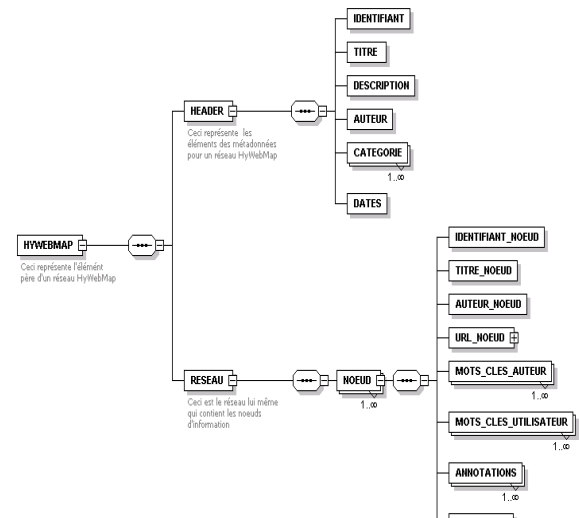 IDENTIFIANT
TITRE
DESCRIPTION
HEADER
AUTEUR
Ceci représente les
éléments des métadonnées
pour un réseau HyWebMap
CATEGORIE
1..∞
DATES
HYWEBMAP
Ceci représente l'élémént
père d'un réseau HyWebMap
IDENTIFIANT_NOEUD
TITRE_NOEUD
AUTEUR_NOEUD
URL_NOEUD
RESEAU
Ceci est le réseau lui même
qui contient les noeuds
d'information
NOEUD
1..∞
MOTS_CLES_AUTEUR
1..∞
MOTS_CLES_UTILISATEUR
1..∞
ANNOTATIONS
1..∞